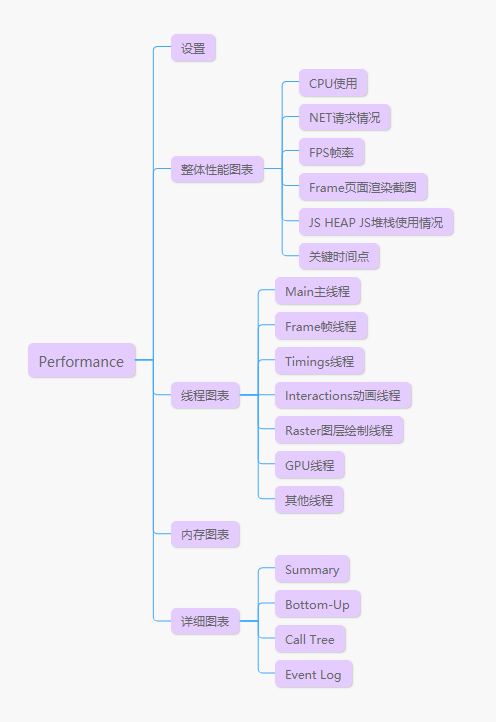 Performance
设置
整体性能图表
CPU使用
NET请求情况
FPS帧率
Frame页面渲染截图
JS HEAP JS堆栈使用情况
关键时间点
线程图表
Main主线程
Frame帧线程
Timings线程
Interactions动画线程
Raster图层绘制线程
GPU线程
其他线程
内存图表
详细图表
Summary
Bottom-Up
Call Tree
Event Log